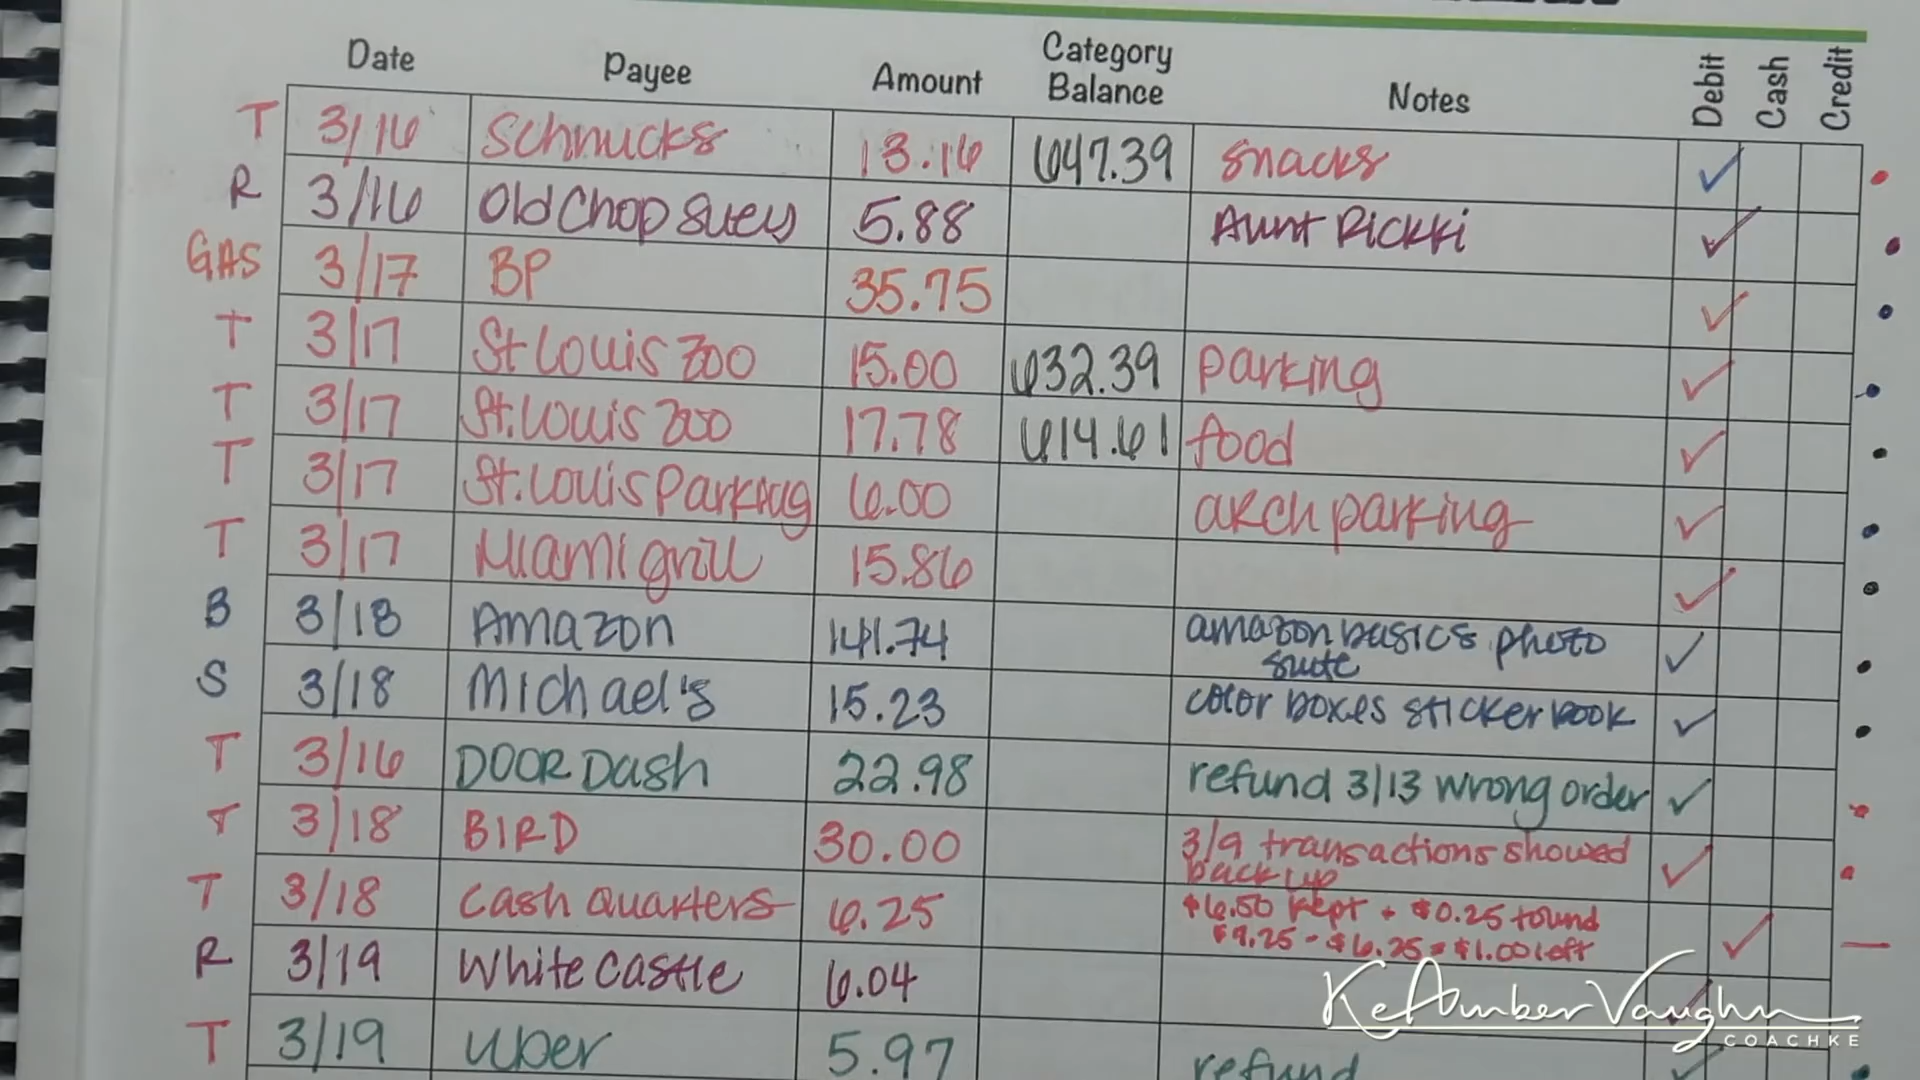 Date Payee Amount Category Balance Notes Debit Cash Credit
T 3/16 Schnucks 13.16 647.39 snacks
R 3/16 Old Chop Suey 5.88 Aunt Rickki
GAS 3/17 BP 35.75
T 3/17 St Louis Zoo 15.00 632.39 parking
T 3/17 St. Louis Zoo 17.78 614.61 food
T 3/17 St. Louis Parking 6.00 arch parking
T 3/17 Miami grill 15.86
B 3/18 Amazon 141.74 amazon basics photo
suite
S 3/18 Michael's 15.23 color boxes sticker book
T 3/16 DOOR Dash 22.98 refund 3/13 wrong order
T 3/18 BIRD 30.00 3/9 transactions showed
back up
T 3/18 Cash Quarters 6.25 $6.50 kept + $0.25 found
- $6.25 = $1.00 left
R 3/19 White Castle 6.04
T 3/19 Uber 5.97 refund
KeAmber Vaughn
COACHKE